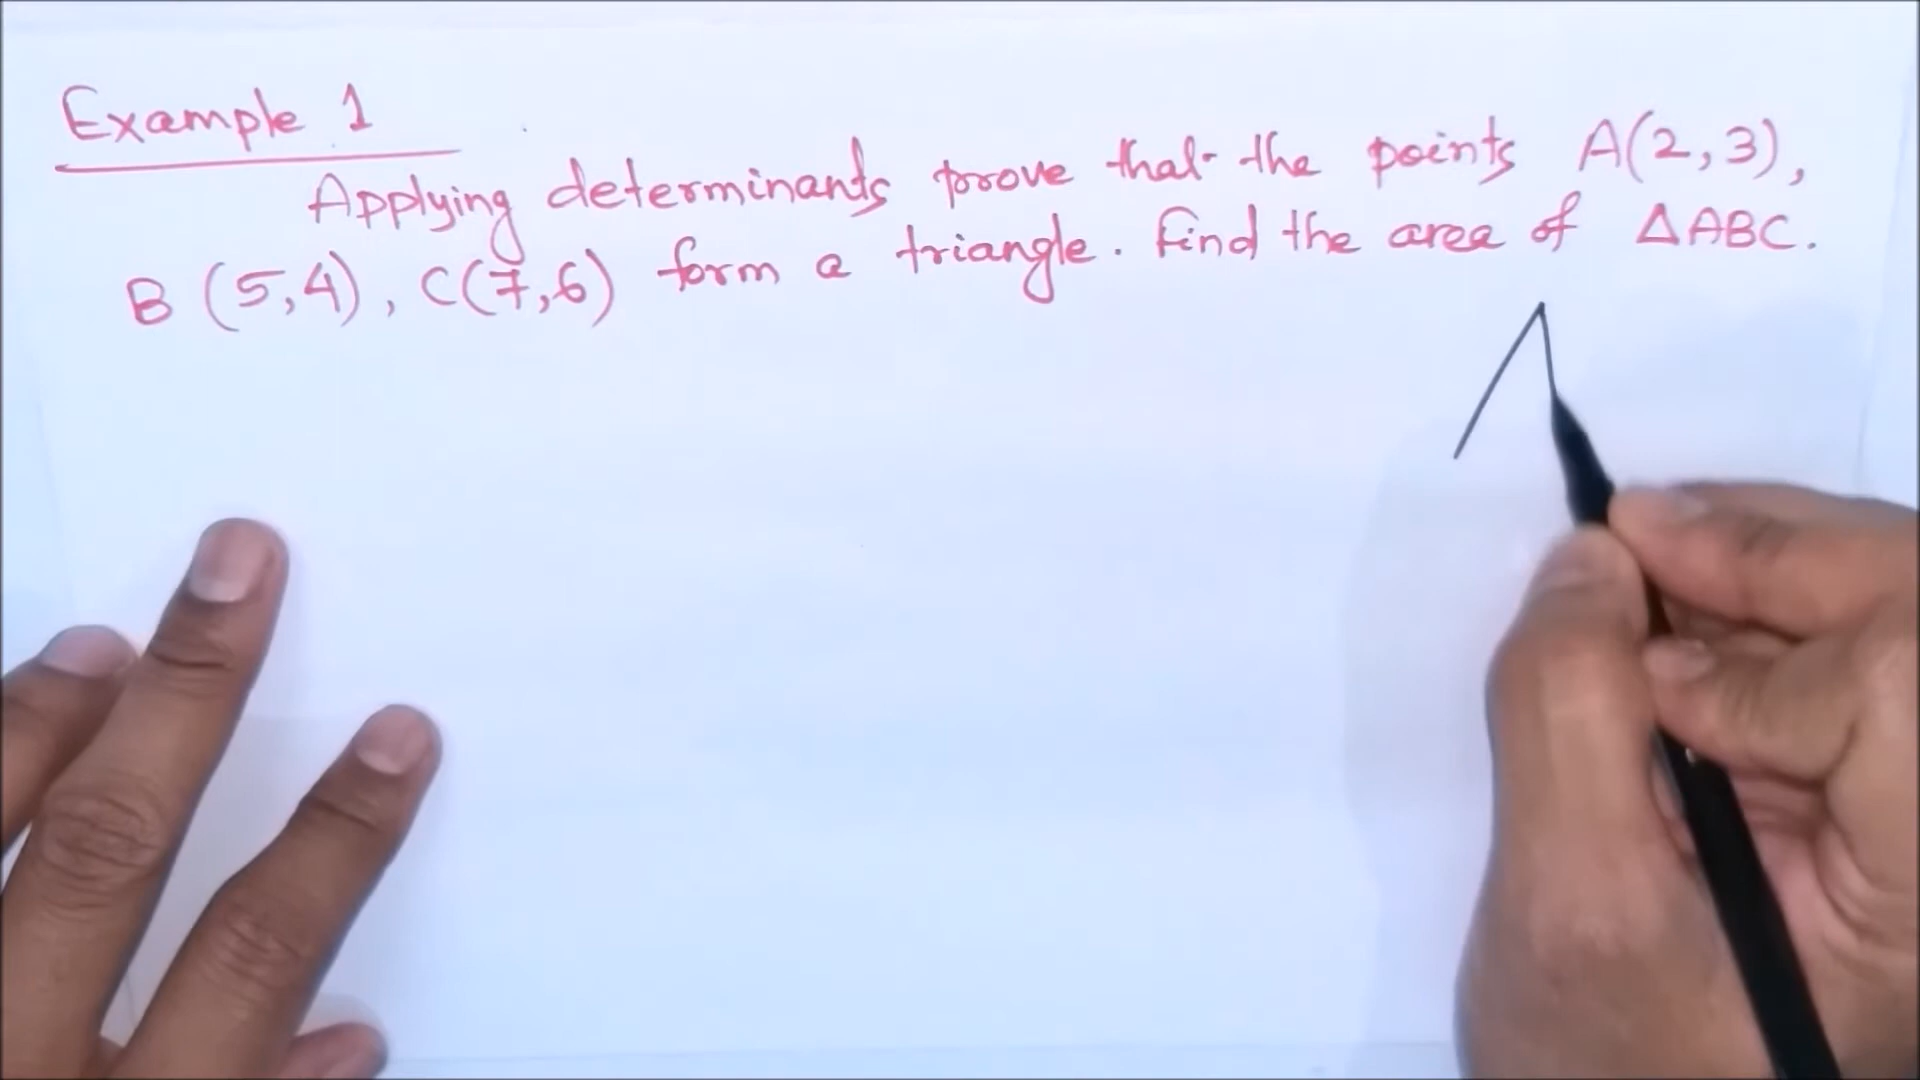 Example 1
Applying determinants prove that the points A(2,3),
B (5,4), C(7,6) form a triangle. Find the area of ΔABC.